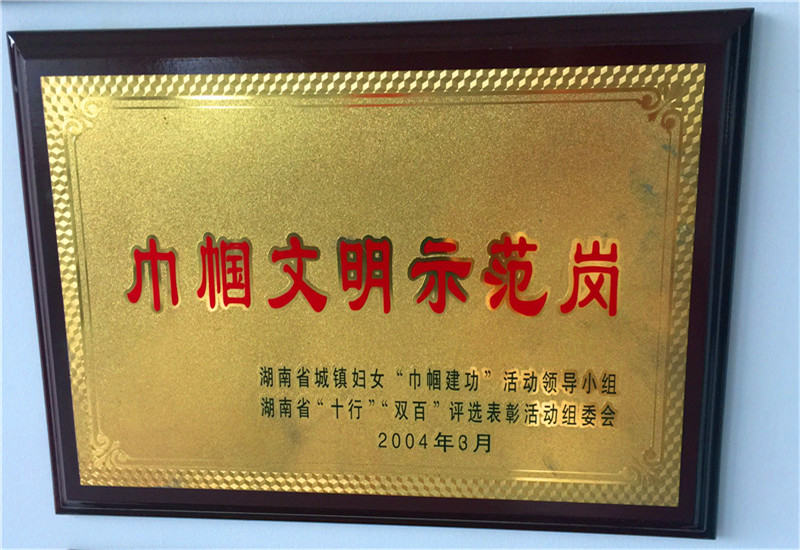 巾帼文明示范岗
湖南省城镇妇女“巾帼建功”活动领导小组
湖南省“十行”“双百”评选表彰活动组委会
2004年3月